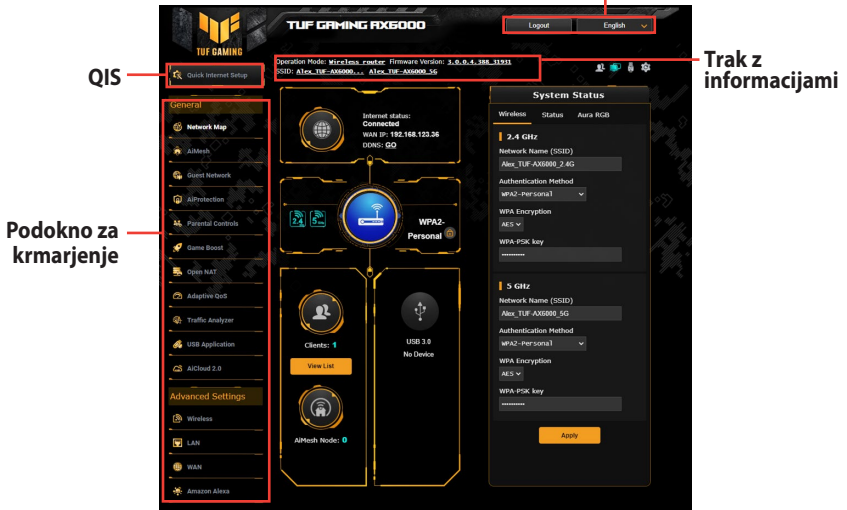 TUF GAMING
TUF GAMING AX6000
Logout
English
Operation Mode: Wireless router Firmware Version: 3.0.0.4.388_31931
SSID: Alex_TUF-AX6000... Alex_TUF-AX6000_5G
QIS
Quick Internet Setup
Trak z
informacijami
Podokno za
krmarjenje
General
Network Map
AiMesh
Guest Network
AiProtection
Parental Controls
Game Boost
Open NAT
Adaptive QoS
Traffic Analyzer
USB Application
AiCloud 2.0
Advanced Settings
Wireless
LAN
WAN
Amazon Alexa
Internet status:
Connected
WAN IP: 192.168.123.36
DDNS: GO
2.4
5
WPA2-
Personal
Clients: 1
View List
AiMesh Node: 0
USB 3.0
No Device
System Status
Wireless
Status
Aura RGB
2.4 GHz
Network Name (SSID)
Alex_TUF-AX6000_2.4G
Authentication Method
WPA2-Personal
WPA Encryption
AES
WPA-PSK key
••••••••••
5 GHz
Network Name (SSID)
Alex_TUF-AX6000_5G
Authentication Method
WPA2-Personal
WPA Encryption
AES
WPA-PSK key
••••••••••
Apply